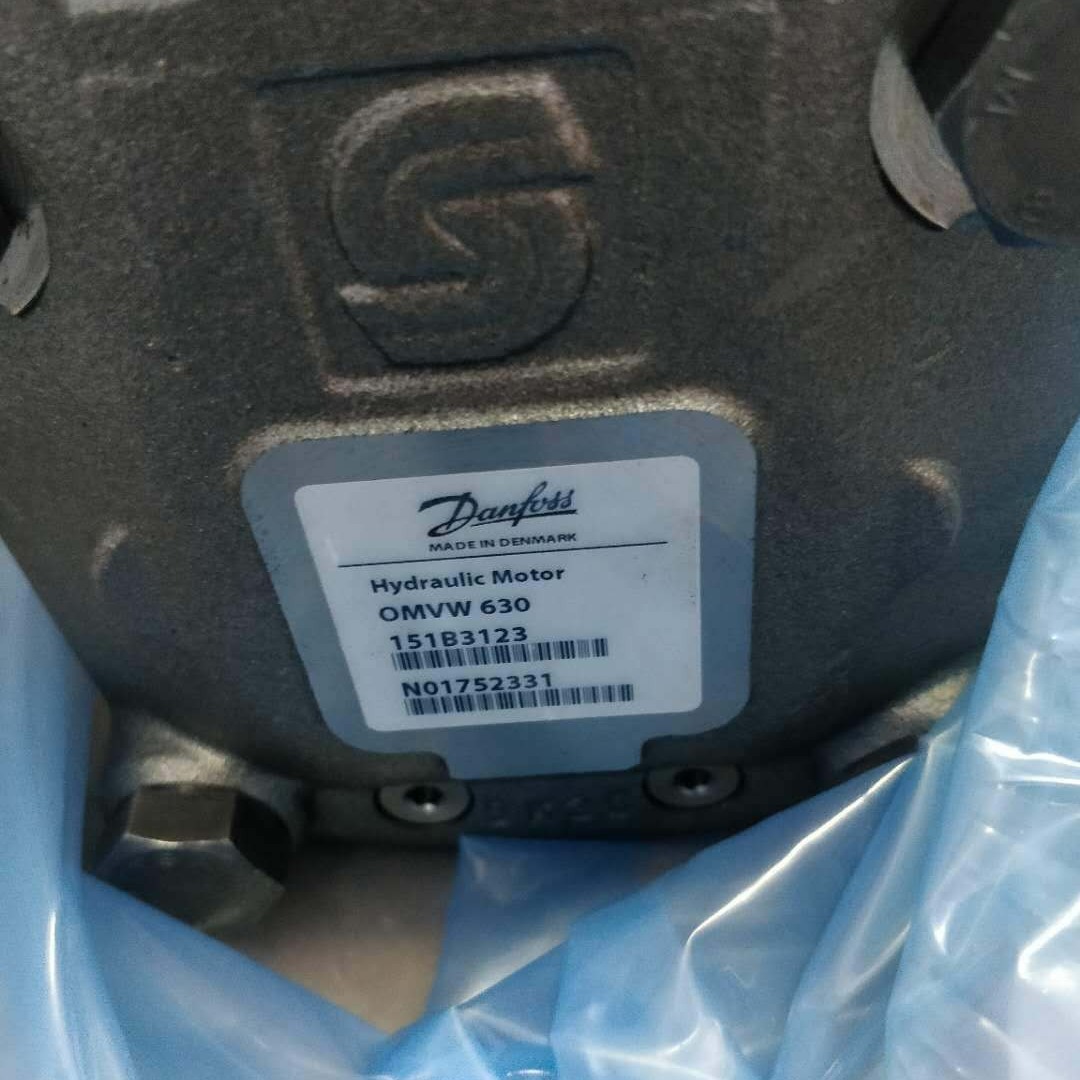 Danfoss
MADE IN DENMARK
Hydraulic Motor
OMVW 630
151B3123
N01752331